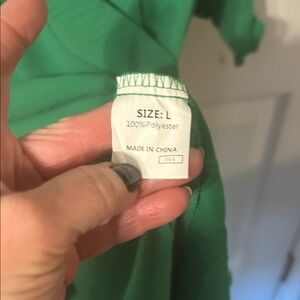 SIZE: L
100%Polyester
MADE IN CHINA